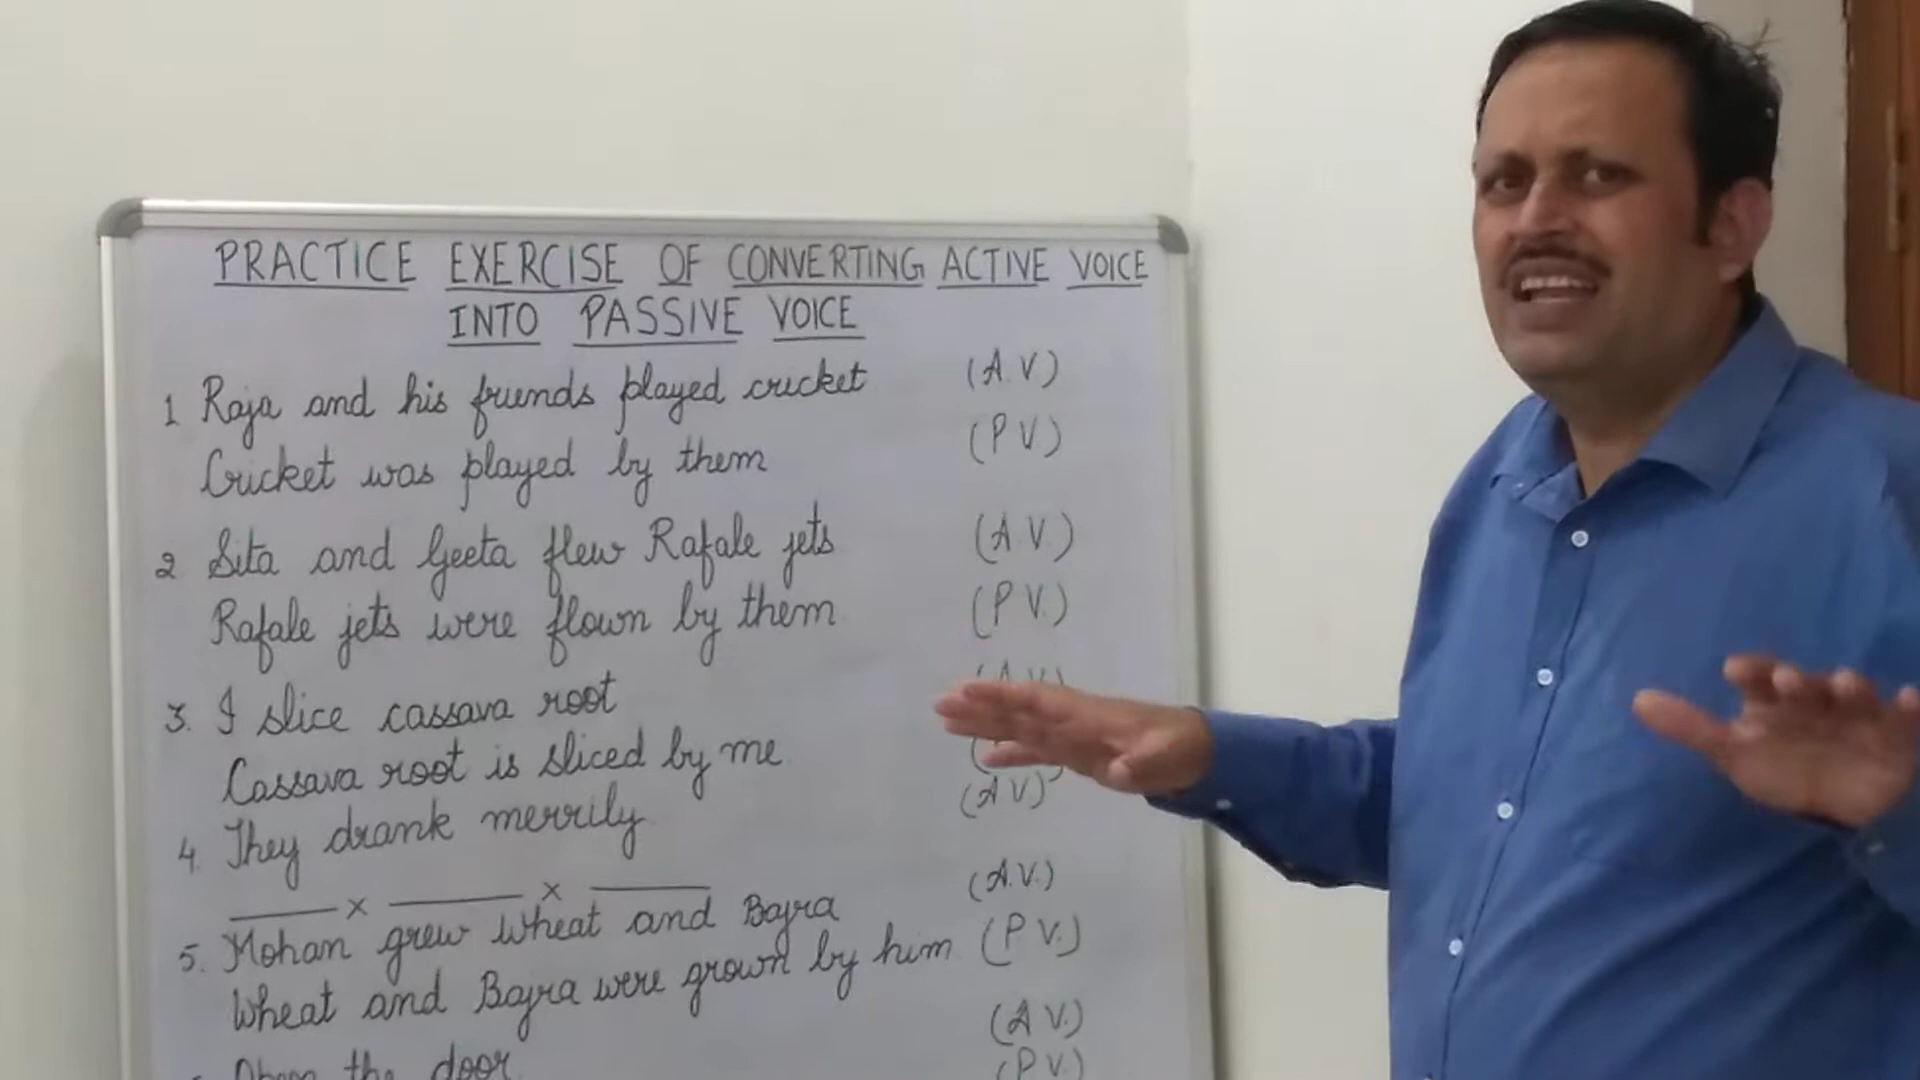 PRACTICE EXERCISE OF CONVERTING ACTIVE VOICE
INTO PASSIVE VOICE
1 Raja and his friends played cricket (A.V)
Cricket was played by them (P V)
2 Sita and Geeta flew Rafale jets (A.V.)
Rafale jets were flown by them (P V.)
3. I slice cassava root (A.V.)
Cassava root is sliced by me
4. They drank merrily (A V)
x x
5. Mohan grew wheat and Bajra (A.V.)
Wheat and Bajra were grown by him (P V.)
(A V.)
the door (P V.)